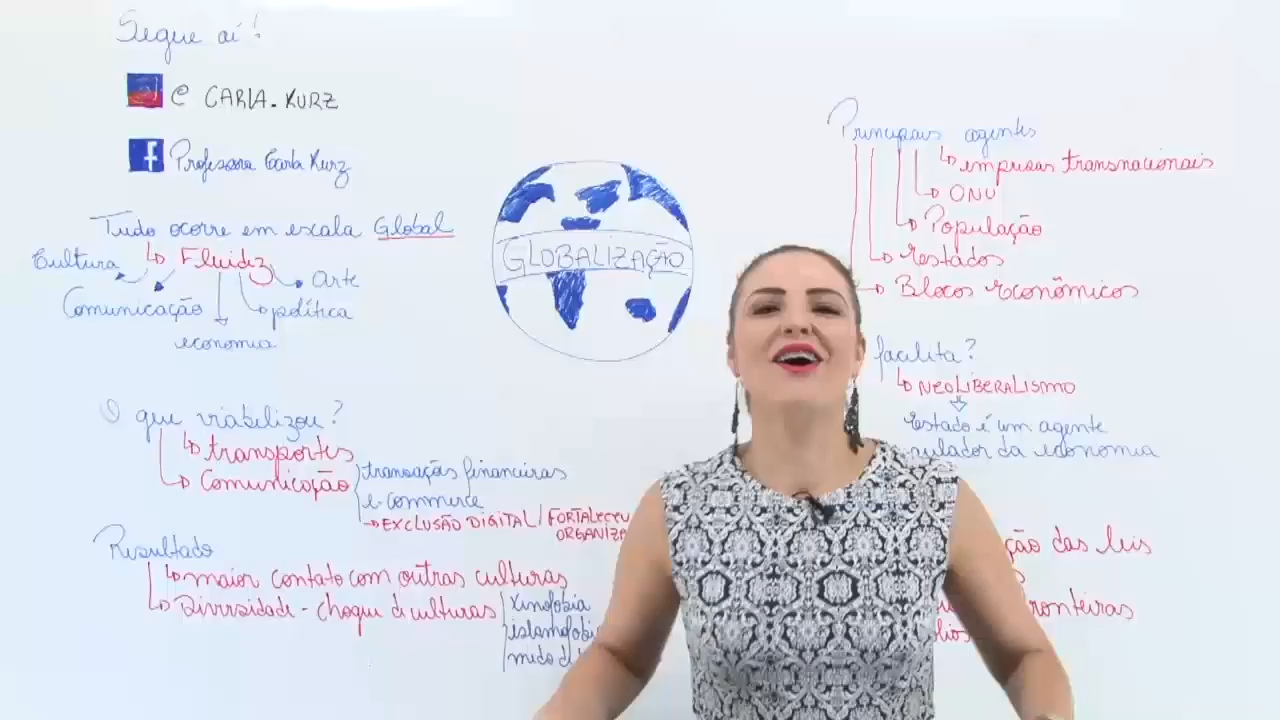 Segue aí!
@ CARLA.KURZ
f Professora Carla Kurz
Tudo ocorre em escala Global
Fluidez
Cultura
Comunicação
economia
política
Arte
O que viabilizou?
transportes
Comunicação
transações financeiras
e-commerce
EXCLUSÃO DIGITAL / FORTALECEU
Resultado
maior contato com outras culturas
Diversidade - choque de culturas
xenofobia
GLOBALIZAÇÃO
Principais agentes
empresas transnacionais
ONU
População
Estados
Blocos Econômicos
facilita?
NEOLIBERALISMO
Estado é um agente
da economia
das leis